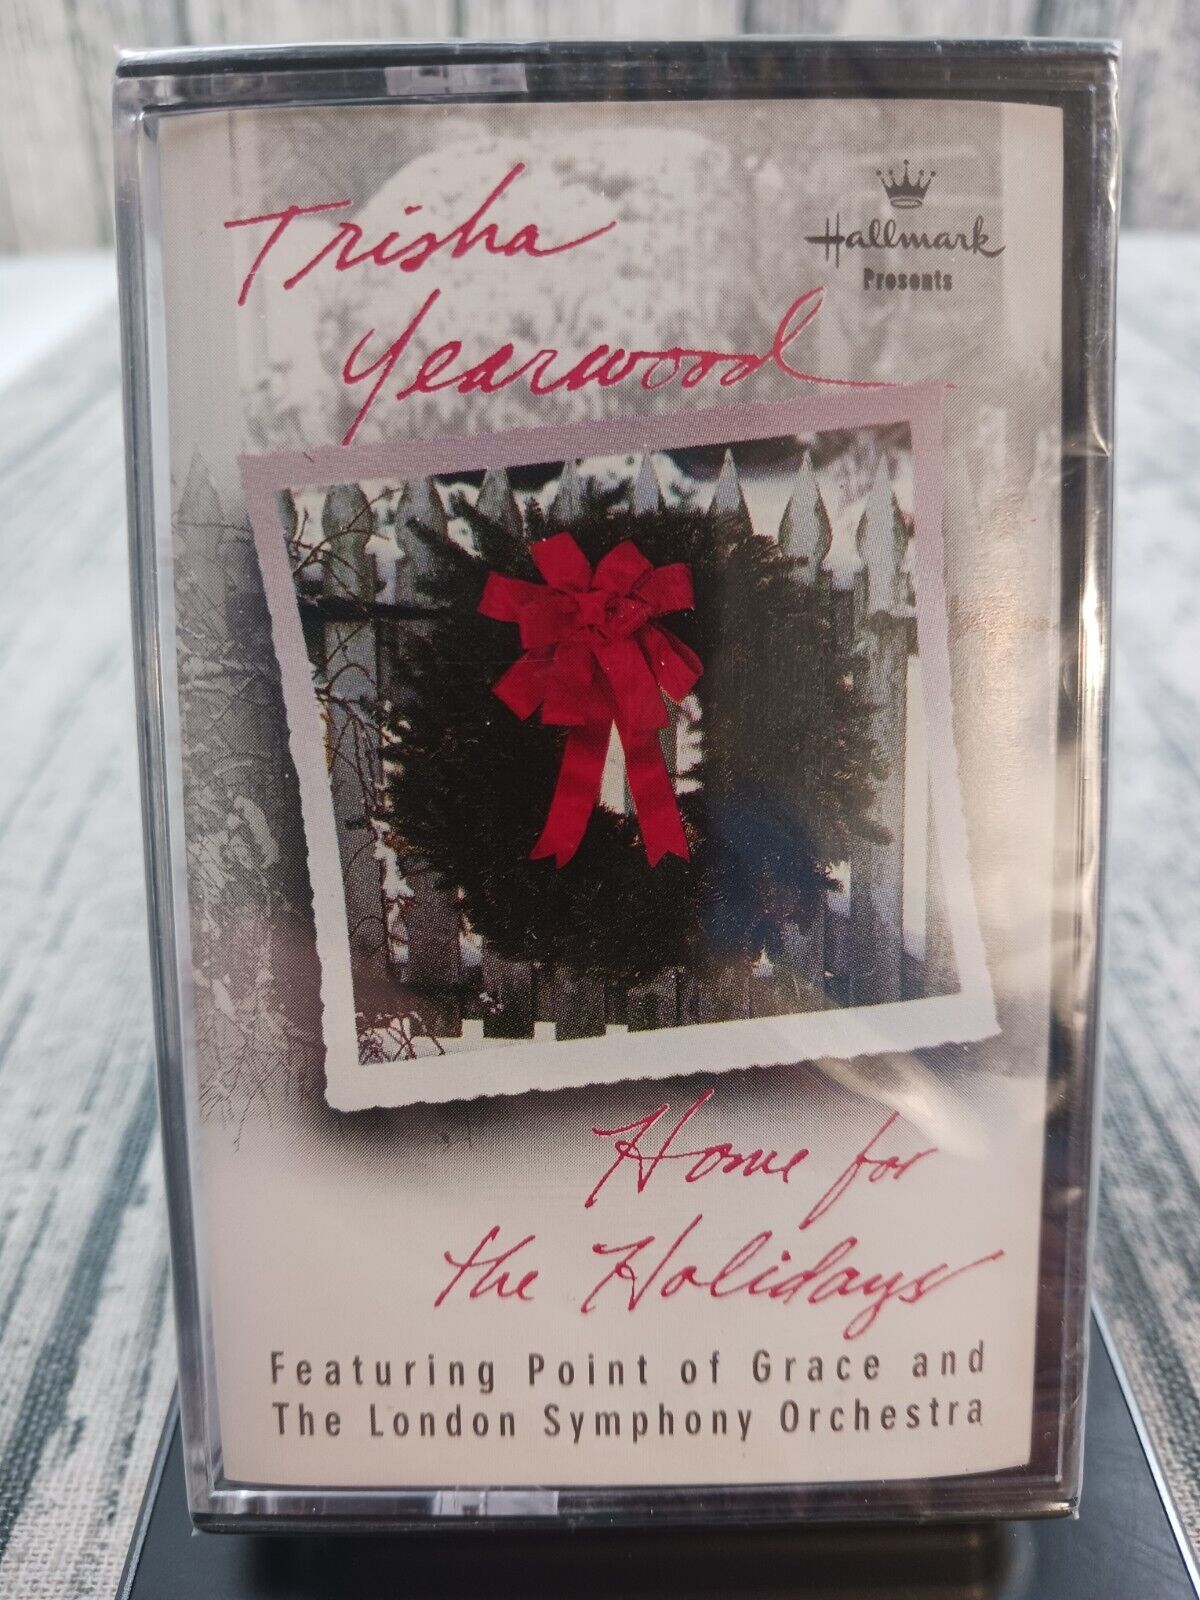 Trisha
Yearwood
Hallmark
Presents
Home for
the Holidays
Featuring Point of Grace and
The London Symphony Orchestra